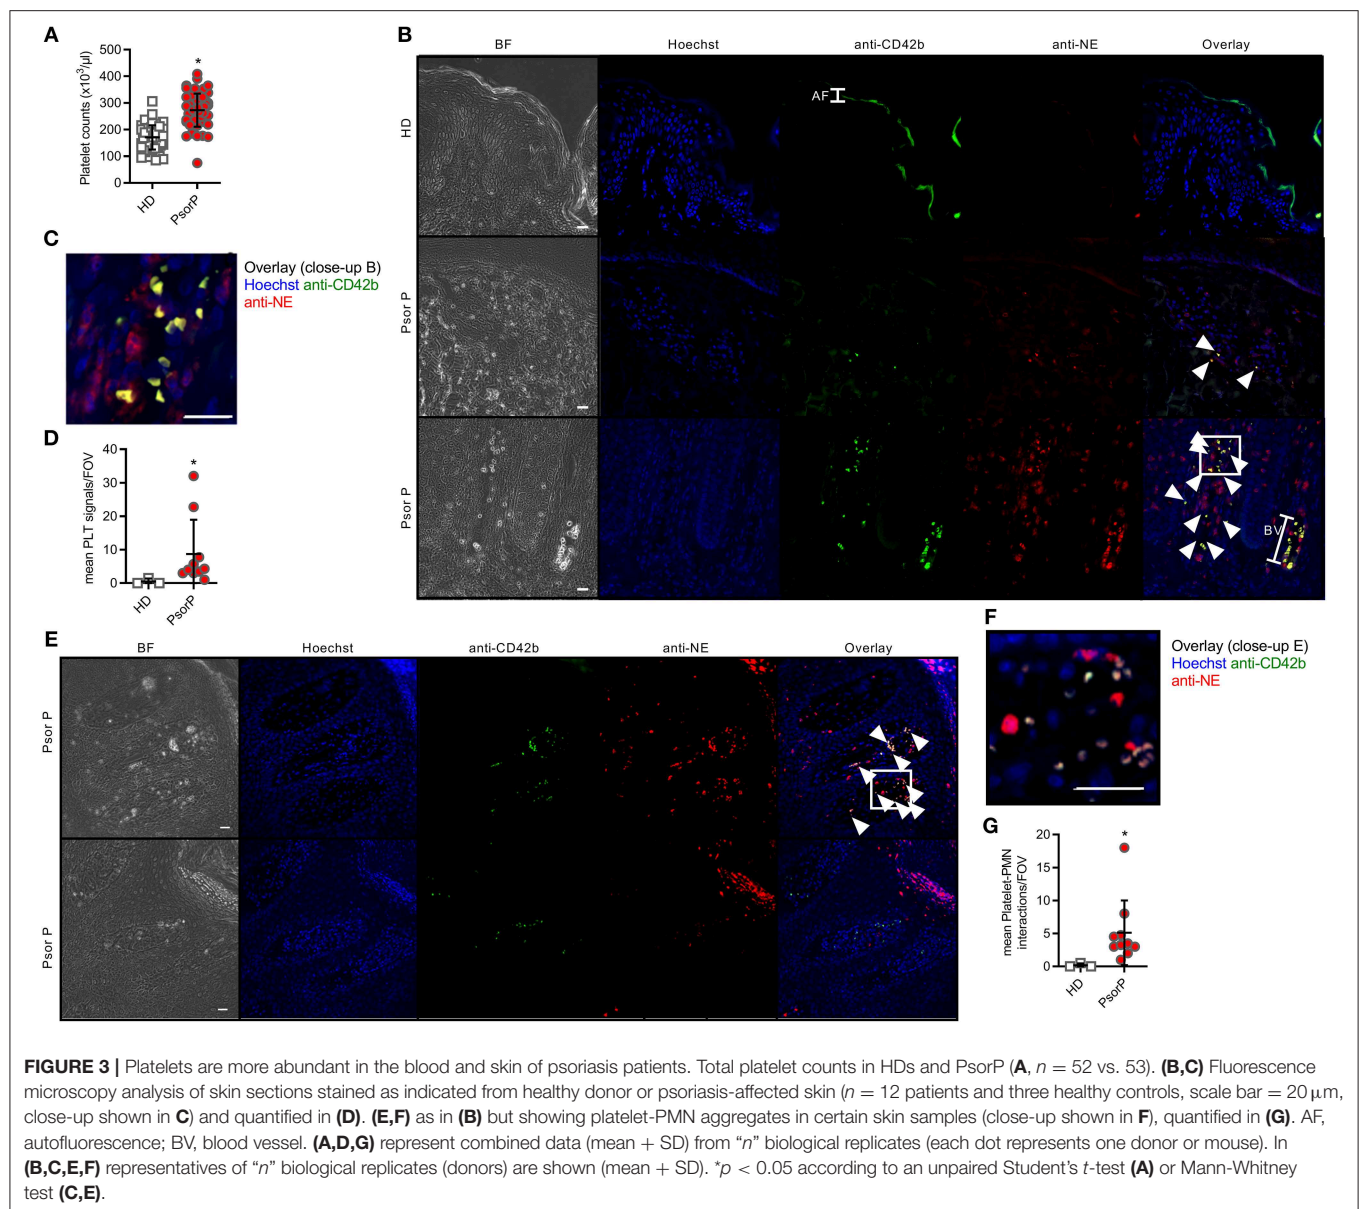 A
Platelet counts (x10³/µl)
500
400
300
200
100
0
*
HD
PsorP
B
BF
Hoechst
anti-CD42b
anti-NE
Overlay
HD
AF
Psor P
Psor P
BV
C
Overlay (close-up B)
Hoechst anti-CD42b
anti-NE
D
mean PLT signals/FOV
40
30
20
10
0
*
HD
PsorP
E
BF
Hoechst
anti-CD42b
anti-NE
Overlay
Psor P
Psor P
F
Overlay (close-up E)
Hoechst anti-CD42b
anti-NE
G
mean Platelet-PMN
interactions/FOV
20
15
10
5
0
*
HD
PsorP
FIGURE 3 | Platelets are more abundant in the blood and skin of psoriasis patients. Total platelet counts in HDs and PsorP (A, n = 52 vs. 53). (B,C) Fluorescence
microscopy analysis of skin sections stained as indicated from healthy donor or psoriasis-affected skin (n = 12 patients and three healthy controls, scale bar = 20 µm,
close-up shown in C) and quantified in (D). (E,F) as in (B) but showing platelet-PMN aggregates in certain skin samples (close-up shown in F), quantified in (G). AF,
autofluorescence; BV, blood vessel. (A,D,G) represent combined data (mean + SD) from “n” biological replicates (each dot represents one donor or mouse). In
(B,C,E,F) representatives of “n” biological replicates (donors) are shown (mean + SD). *p < 0.05 according to an unpaired Student’s t-test (A) or Mann-Whitney
test (C,E).